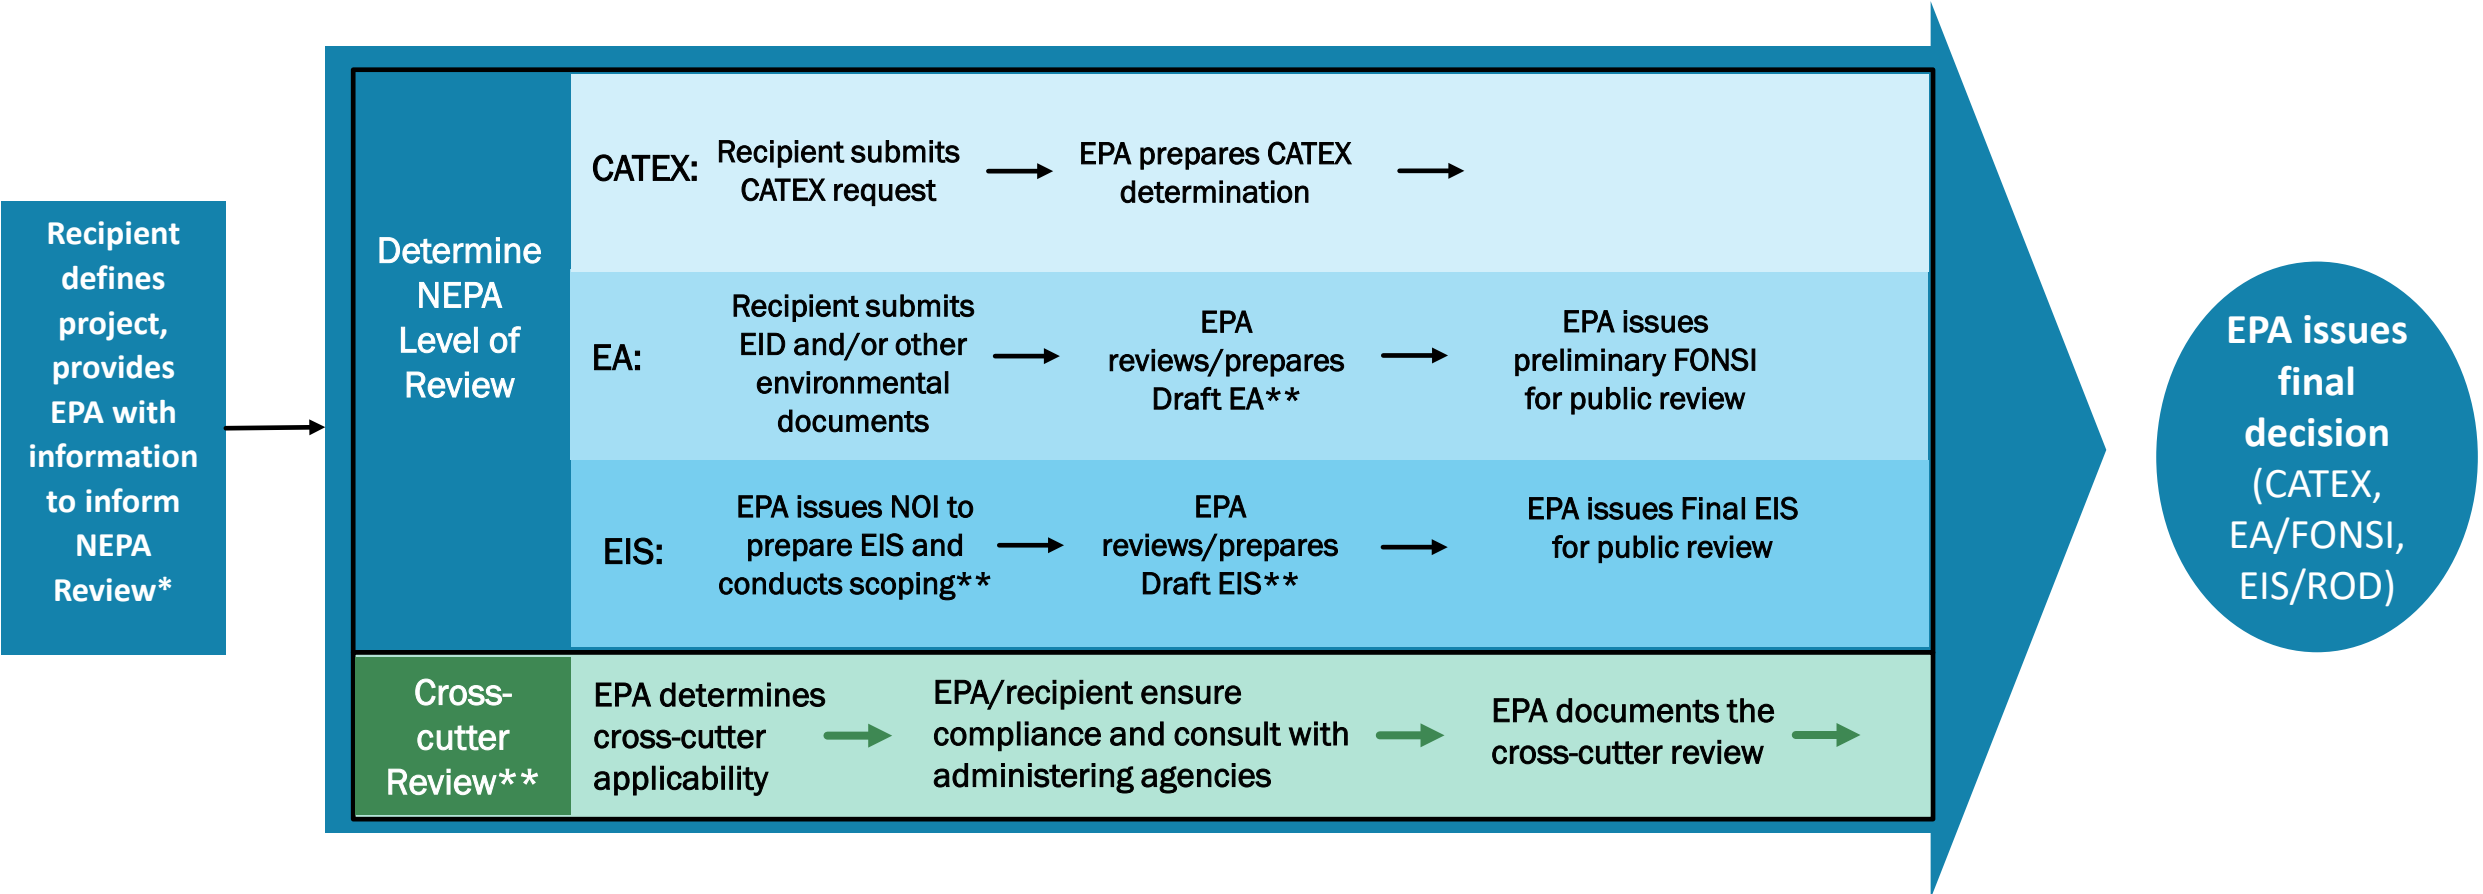 Recipient
defines
project,
provides
EPA with
information
to inform
NEPA
Review*
Determine
NEPA
Level of
Review
CATEX:
Recipient submits
CATEX request
EPA prepares CATEX
determination
EA:
Recipient submits
EID and/or other
environmental
documents
EPA
reviews/prepares
Draft EA**
EPA issues
preliminary FONSI
for public review
EIS:
EPA issues NOI to
prepare EIS and
conducts scoping**
EPA
reviews/prepares
Draft EIS**
EPA issues Final EIS
for public review
Cross-
cutter
Review**
EPA determines
cross-cutter
applicability
EPA/recipient ensure
compliance and consult with
administering agencies
EPA documents the
cross-cutter review
EPA issues
final
decision
(CATEX,
EA/FONSI,
EIS/ROD)